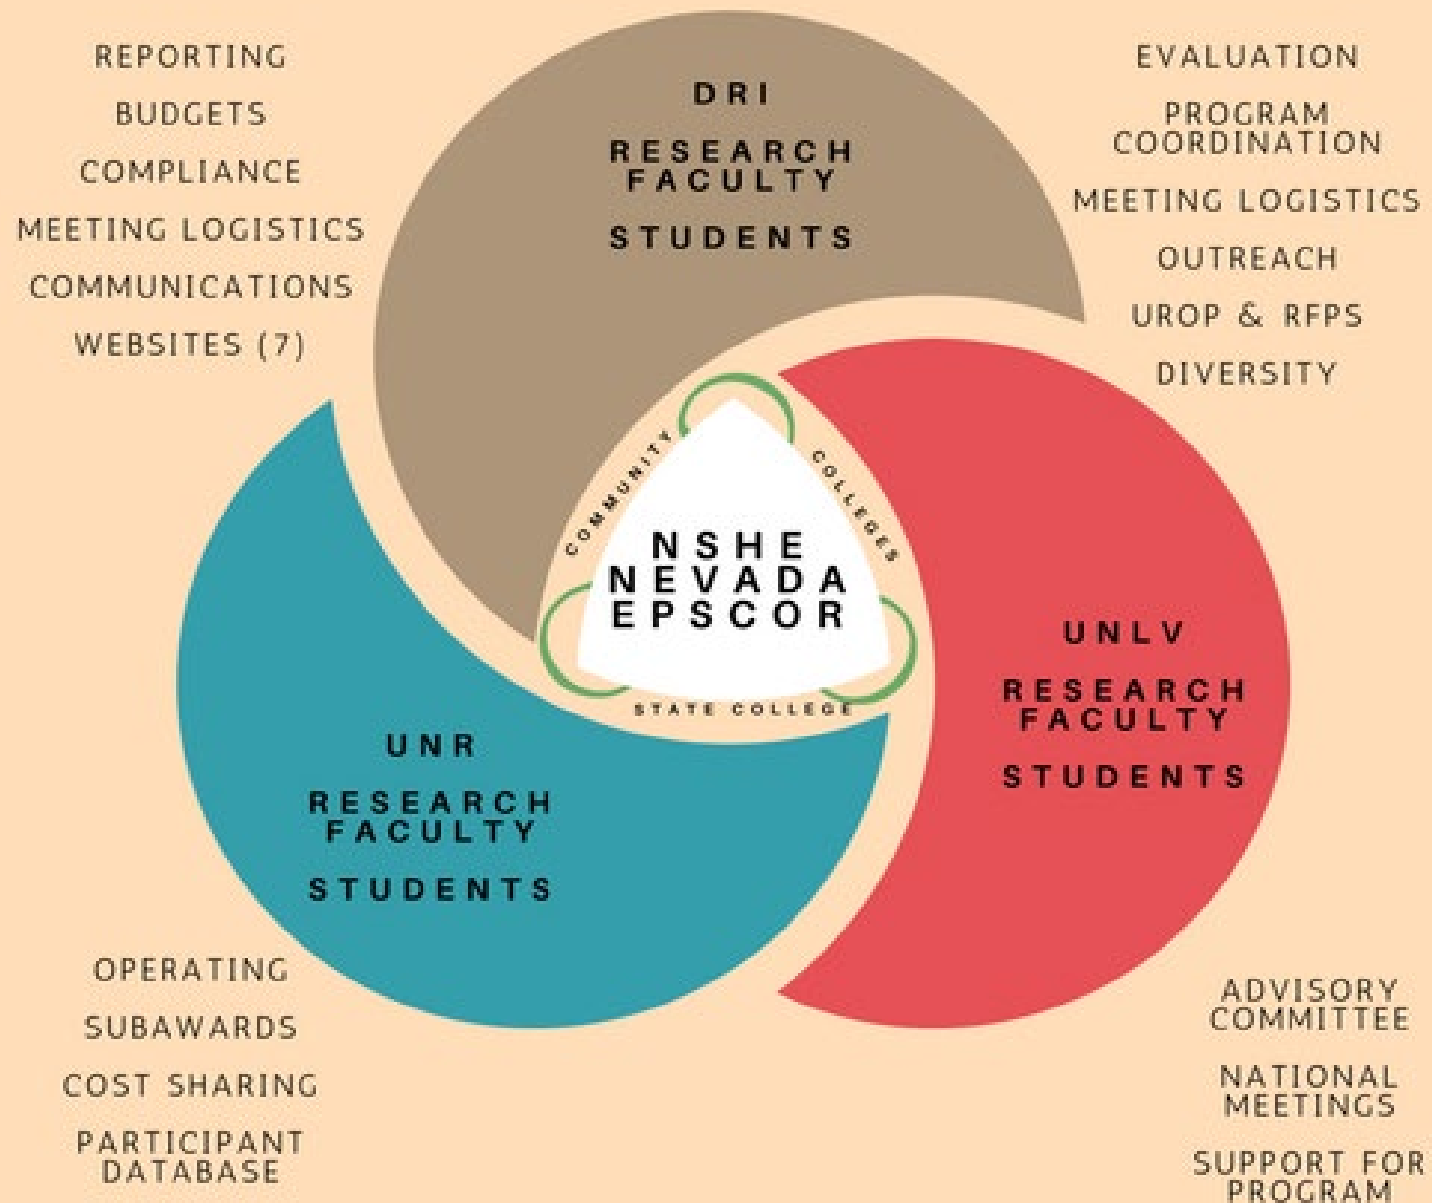 REPORTING
BUDGETS
COMPLIANCE
MEETING LOGISTICS
COMMUNICATIONS
WEBSITES (7)
DRI
RESEARCH
FACULTY
STUDENTS
EVALUATION
PROGRAM
COORDINATION
MEETING LOGISTICS
OUTREACH
UROP & RFPS
DIVERSITY
COMMUNITY
COLLEGES
NSHE
NEVADA
EPSCOR
STATE COLLEGE
UNLV
RESEARCH
FACULTY
STUDENTS
UNR
RESEARCH
FACULTY
STUDENTS
OPERATING
SUBAWARDS
COST SHARING
PARTICIPANT
DATABASE
ADVISORY
COMMITTEE
NATIONAL
MEETINGS
SUPPORT FOR
PROGRAM